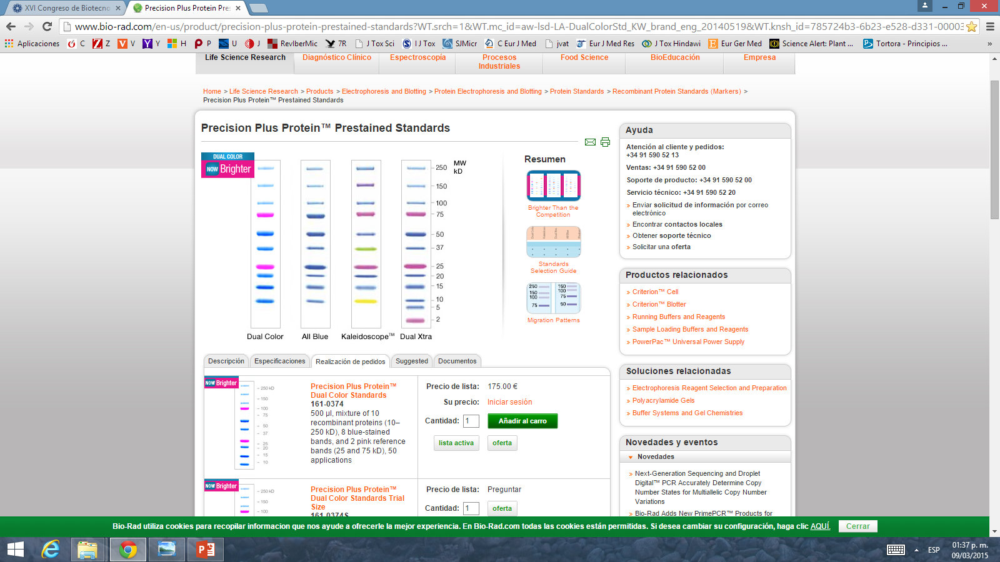 XVI Congreso de Biotecno
Precision Plus Protein Pres
www.bio-rad.com/en-us/product/precision-plus-protein-prestained-standards?WT.srch=1&WT.mc_id=aw-lsd-LA-DualColorStd_KW_brand_eng_20140519&WT.knsh_id=785724b3-6b23-e528-d331-00003
Aplicaciones C Z V Y H P U J RevIberMic 7R J Tox Sci I J Tox SJMicr C Eur J Med jvat Eur J Med Res J Tox Hindawi Eur Ger Med Science Alert: Plant ... Tortora - Principios ... »
Life Science Research Diagnóstico Clínico Espectroscopía Procesos Industriales Food Science BioEducación Empresa
Home > Life Science Research > Products > Electrophoresis and Blotting > Protein Electrophoresis and Blotting > Protein Standards > Recombinant Protein Standards (Markers) >
Precision Plus Protein™ Prestained Standards
Precision Plus Protein™ Prestained Standards
DUAL COLOR
NOW Brighter
MW
kD
250
150
100
75
50
37
25
20
15
10
5
2
Dual Color All Blue Kaleidoscope™ Dual Xtra
Resumen
Brighter Than the
Competition
Standards
Selection Guide
250 150
150 100
100 75
75 50
Migration Patterns
Ayuda
Atención al cliente y pedidos:
+34 91 590 52 13
Ventas: +34 91 590 52 00
Soporte de producto: +34 91 590 52 00
Servicio técnico: +34 91 590 52 20
» Enviar solicitud de información por correo
electrónico
» Encontrar contactos locales
» Obtener soporte técnico
» Solicitar una oferta
Productos relacionados
» Criterion™ Cell
» Criterion™ Blotter
» Running Buffers and Reagents
» Sample Loading Buffers and Reagents
» PowerPac™ Universal Power Supply
Soluciones relacionadas
» Electrophoresis Reagent Selection and Preparation
» Polyacrylamide Gels
» Buffer Systems and Gel Chemistries
Novedades y eventos
Novedades
» Next-Generation Sequencing and Droplet
Digital™ PCR Accurately Determine Copy
Number States for Multiallelic Copy Number
Variations
» Bio-Rad Adds New PrimePCR™ Products for
Descripción Especificaciones Realización de pedidos Suggested Documentos
NOW Brighter
250 kD
150
100
75
50
37
25
20
15
10
Precision Plus Protein™
Dual Color Standards
161-0374
500 µl, mixture of 10
recombinant proteins (10–
250 kD), 8 blue-stained
bands, and 2 pink reference
bands (25 and 75 kD), 50
applications
Precio de lista: 175.00 €
Su precio: Iniciar sesión
Cantidad: 1 Añadir al carro
lista activa oferta
NOW Brighter
250 kD
150
100
Precision Plus Protein™
Dual Color Standards Trial
Size
161-0374S
Precio de lista: Preguntar
Cantidad: 1 oferta
Bio-Rad utiliza cookies para recopilar informacion que nos ayude a ofrecerle la mejor experiencia. En Bio-Rad.com todas las cookies están permitidas. Si desea cambiar su configuración, haga clic AQUÍ. Cerrar
ESP
01:37 p. m.
09/03/2015